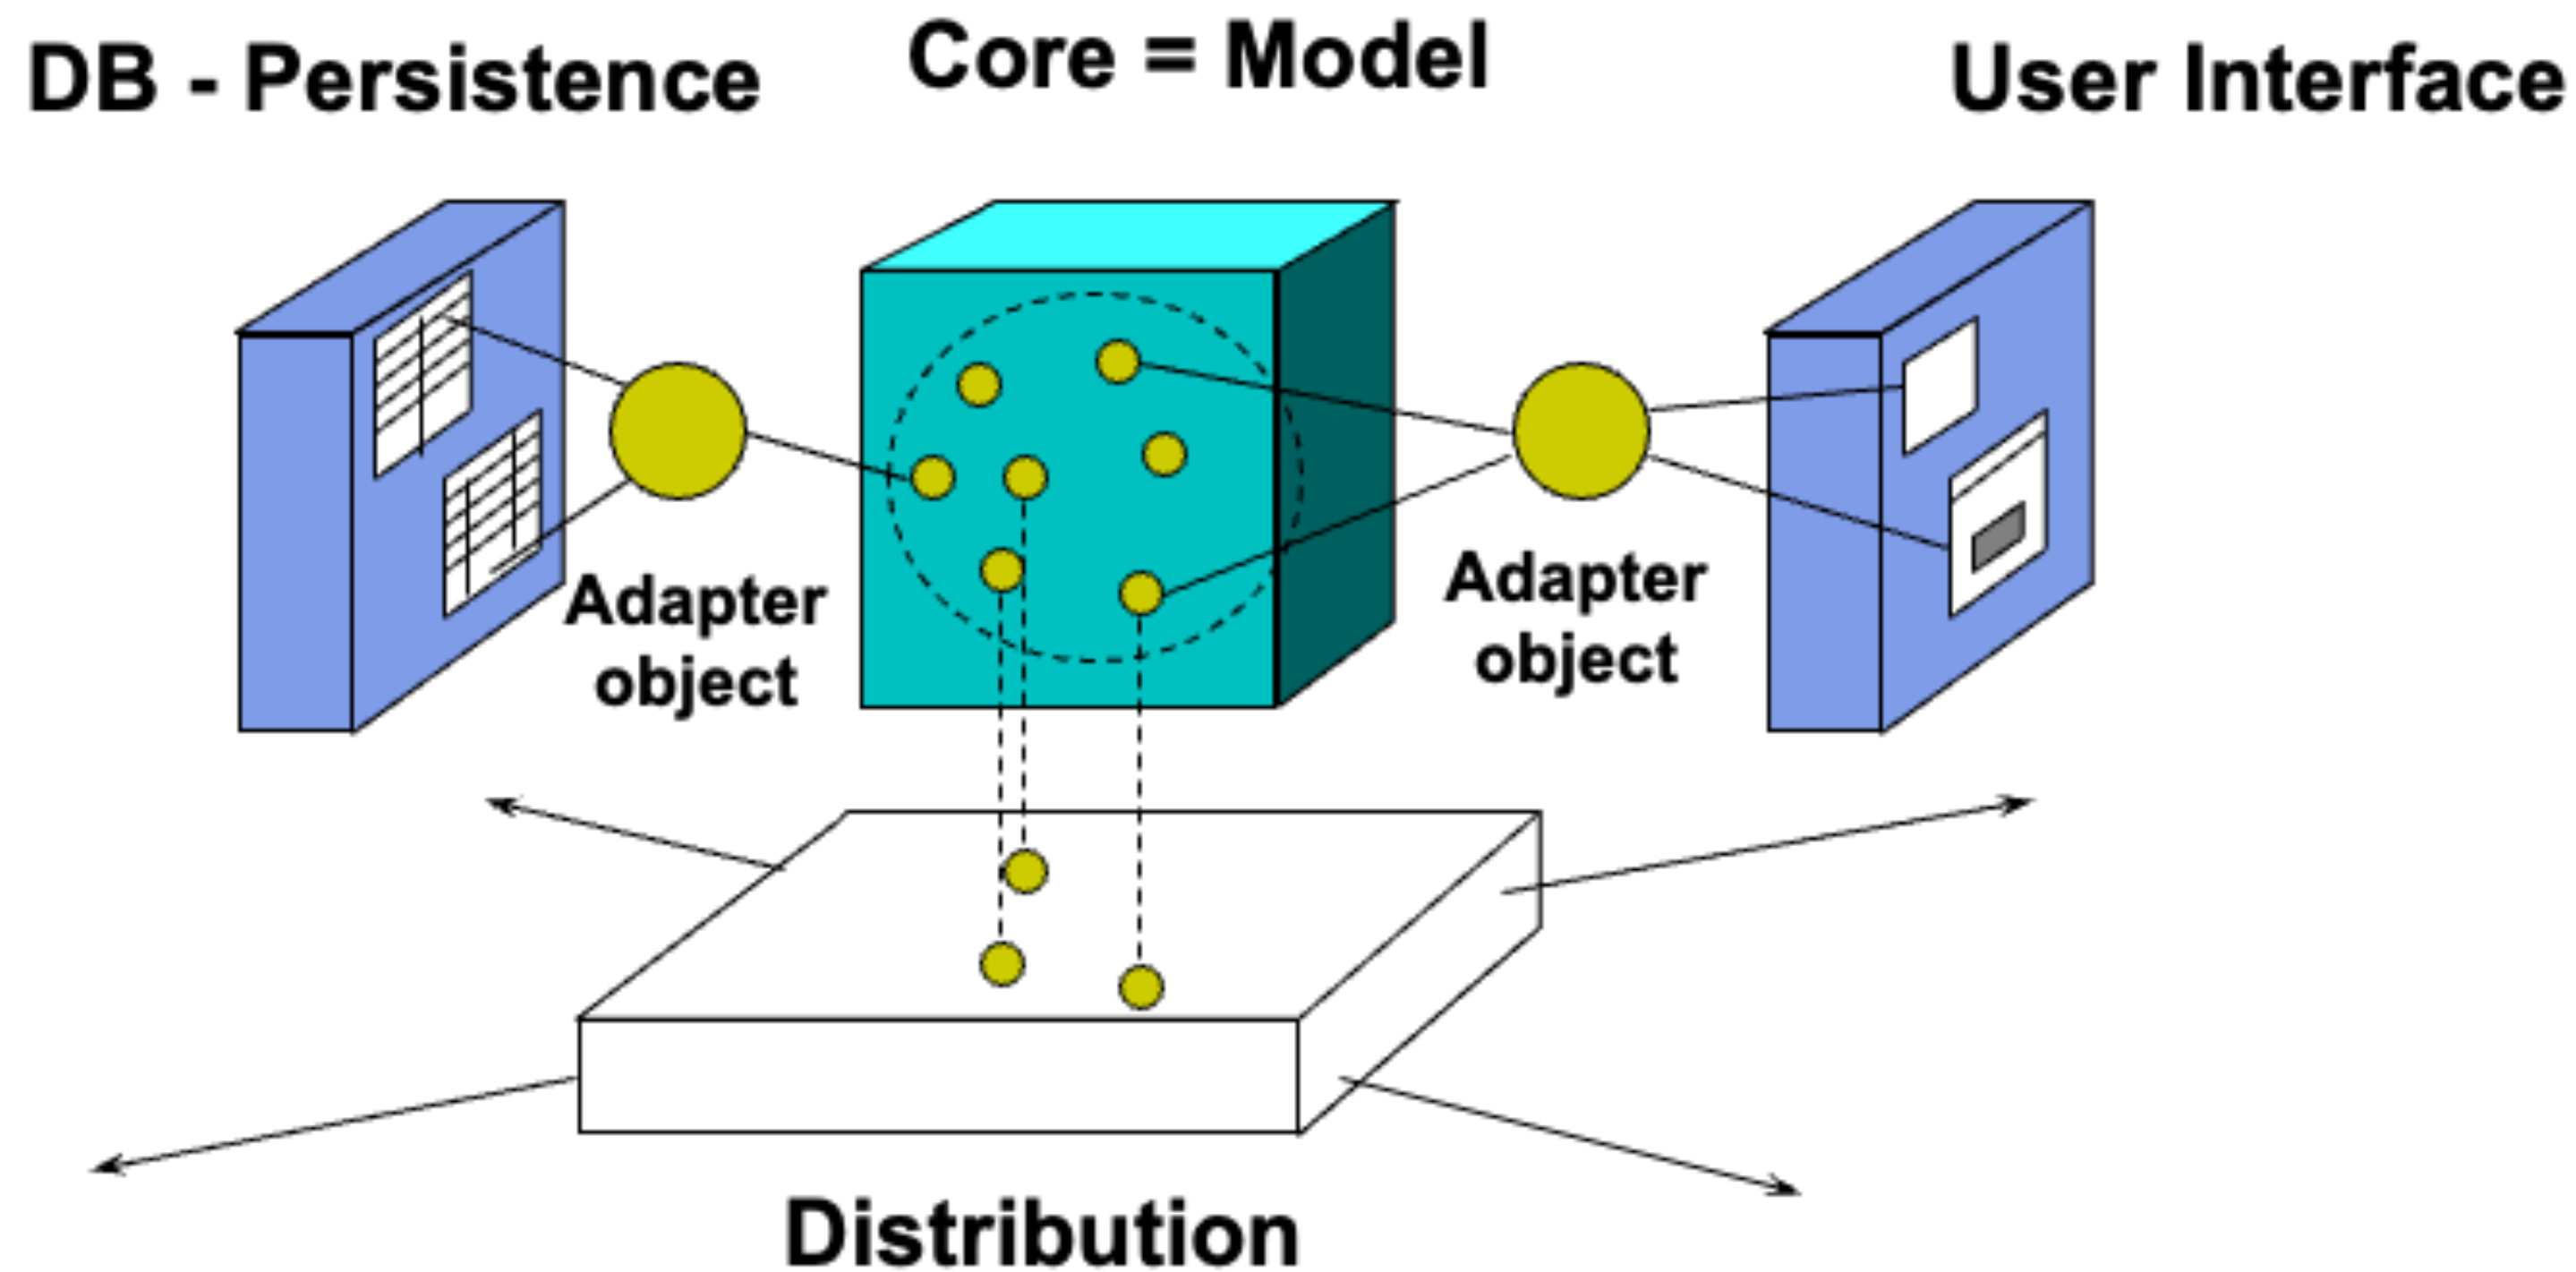 DB - Persistence
Core = Model
User Interface
Adapter
object
Adapter
object
Distribution